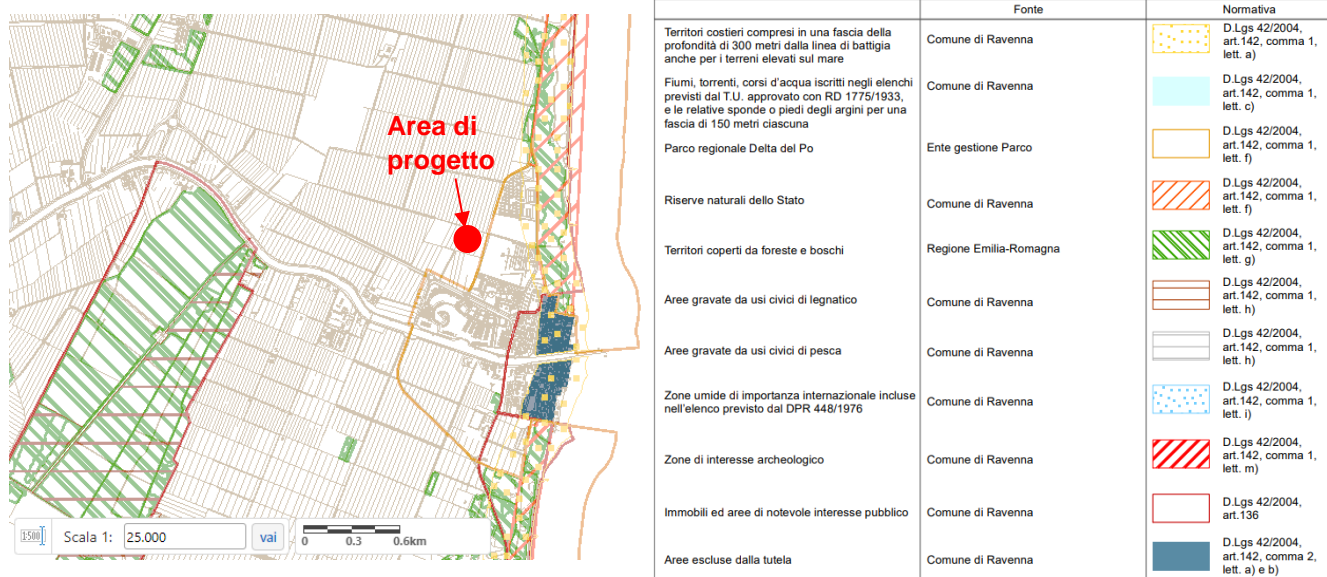 Area di
progetto
1:500
Scala 1:
25.000
vai
0 0.3 0.6km
Fonte
Normativa
Territori costieri compresi in una fascia della
profondità di 300 metri dalla linea di battigia
anche per i terreni elevati sul mare
Comune di Ravenna
D.Lgs 42/2004,
art.142, comma 1,
lett. a)
Fiumi, torrenti, corsi d'acqua iscritti negli elenchi
previsti dal T.U. approvato con RD 1775/1933,
e le relative sponde o piedi degli argini per una
fascia di 150 metri ciascuna
Comune di Ravenna
D.Lgs 42/2004,
art.142, comma 1,
lett. c)
Parco regionale Delta del Po
Ente gestione Parco
D.Lgs 42/2004,
art.142, comma 1,
lett. f)
Riserve naturali dello Stato
Comune di Ravenna
D.Lgs 42/2004,
art.142, comma 1,
lett. f)
Territori coperti da foreste e boschi
Regione Emilia-Romagna
D.Lgs 42/2004,
art.142, comma 1,
lett. g)
Aree gravate da usi civici di legnatico
Comune di Ravenna
D.Lgs 42/2004,
art.142, comma 1,
lett. h)
Aree gravate da usi civici di pesca
Comune di Ravenna
D.Lgs 42/2004,
art.142, comma 1,
lett. h)
Zone umide di importanza internazionale incluse
nell'elenco previsto dal DPR 448/1976
Comune di Ravenna
D.Lgs 42/2004,
art.142, comma 1,
lett. i)
Zone di interesse archeologico
Comune di Ravenna
D.Lgs 42/2004,
art.142, comma 1,
lett. m)
Immobili ed aree di notevole interesse pubblico
Comune di Ravenna
D.Lgs 42/2004,
art.136
Aree escluse dalla tutela
Comune di Ravenna
D.Lgs 42/2004,
art.142, comma 2,
lett. a) e b)